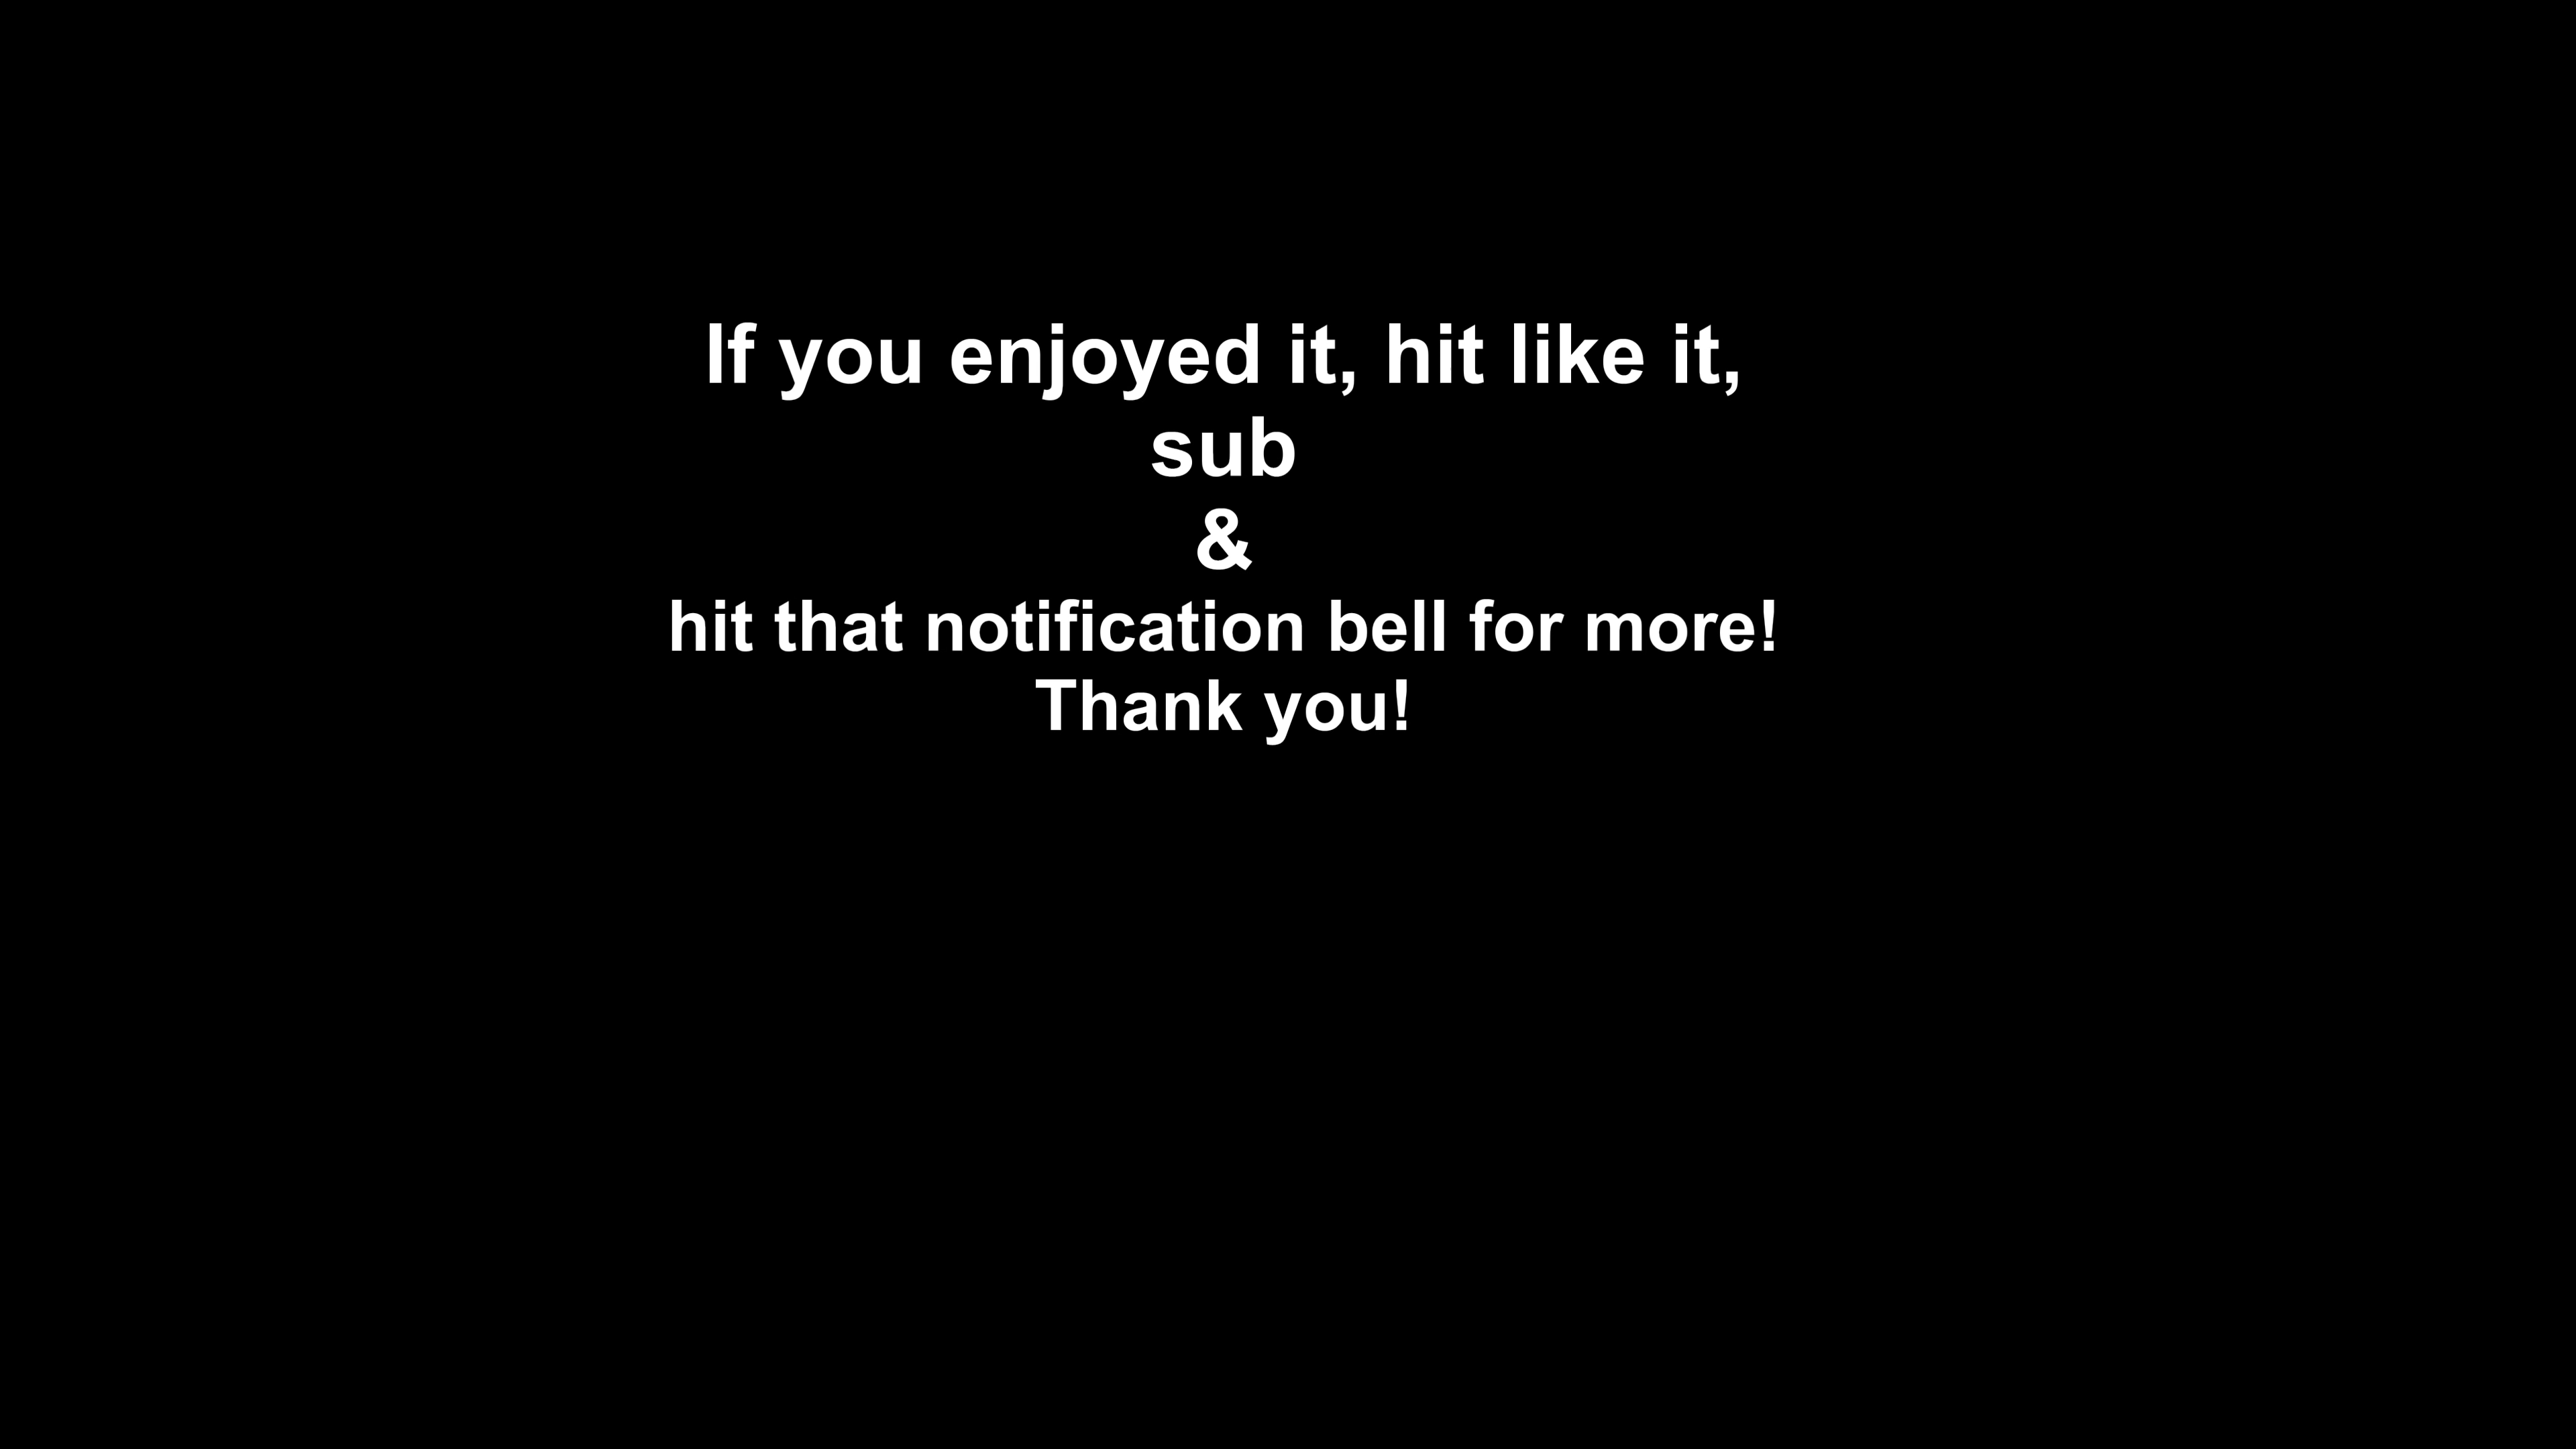 If you enjoyed it, hit like it,
sub
&
hit that notification bell for more!
Thank you!